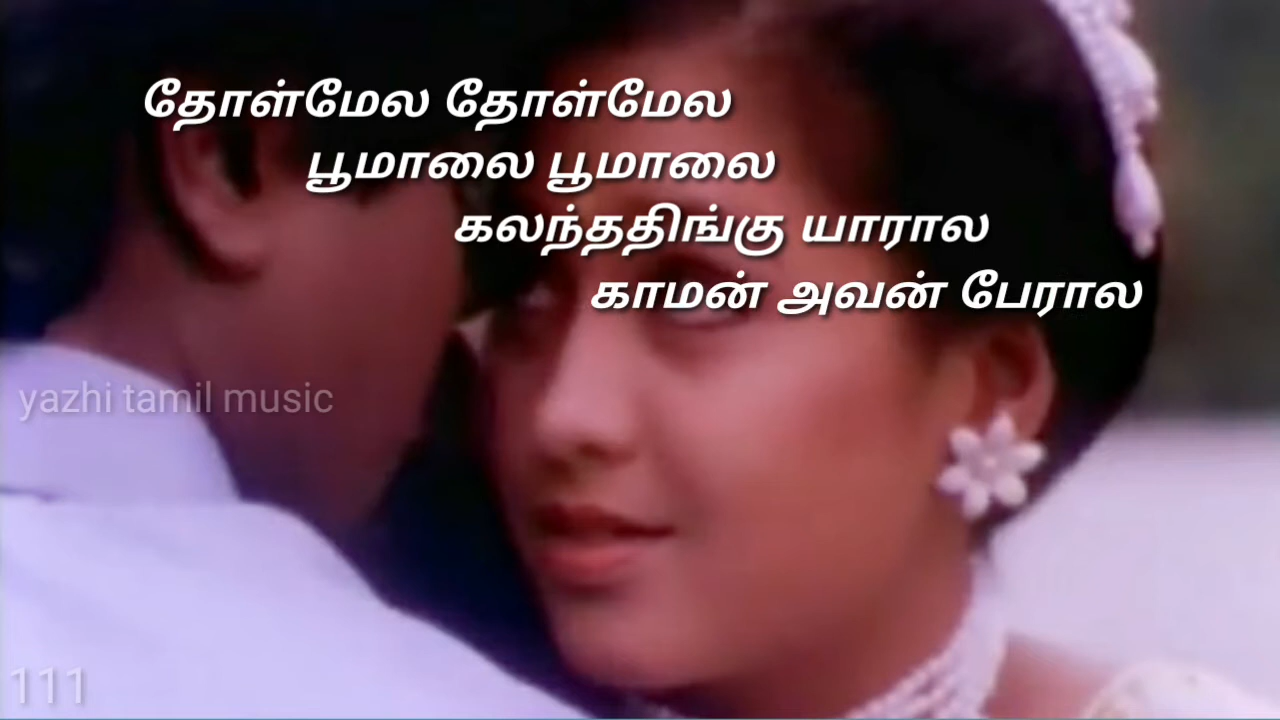 தோள்மேல தோள்மேல
பூமாலை பூமாலை
கலந்ததிங்கு யாரால
காமன் அவன் பேரால
yazhi tamil music
111